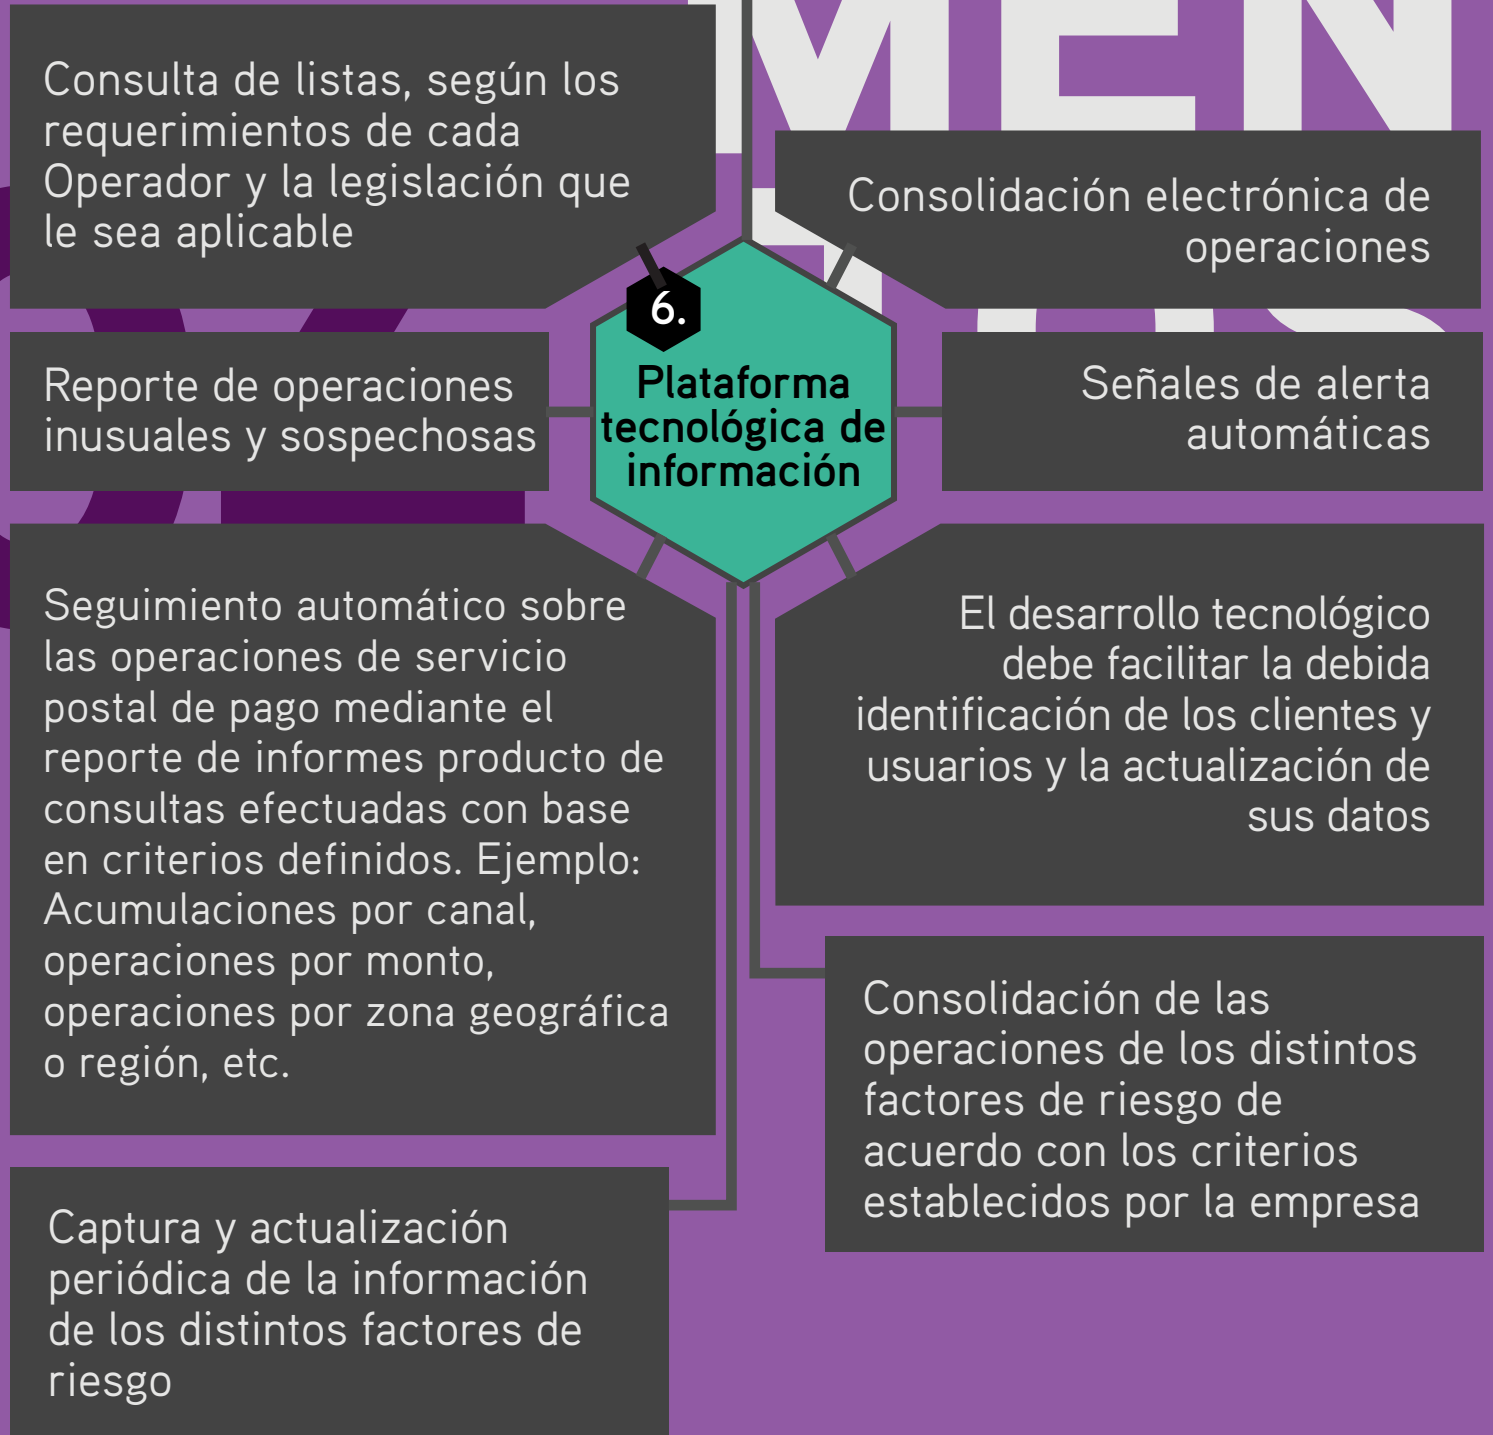 MEN
Consulta de listas, según los
requerimientos de cada
Operador y la legislación que
le sea aplicable
Consolidación electrónica de
operaciones
6.
Plataforma
tecnológica de
información
Reporte de operaciones
inusuales y sospechosas
Señales de alerta
automáticas
Seguimiento automático sobre
las operaciones de servicio
postal de pago mediante el
reporte de informes producto de
consultas efectuadas con base
en criterios definidos. Ejemplo:
Acumulaciones por canal,
operaciones por monto,
operaciones por zona geográfica
o región, etc.
El desarrollo tecnológico
debe facilitar la debida
identificación de los clientes y
usuarios y la actualización de
sus datos
Consolidación de las
operaciones de los distintos
factores de riesgo de
acuerdo con los criterios
establecidos por la empresa
Captura y actualización
periódica de la información
de los distintos factores de
riesgo